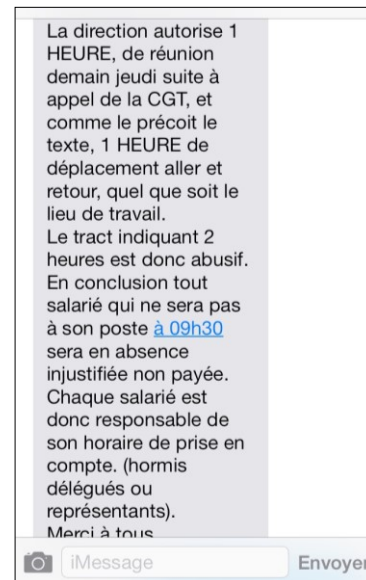 La direction autorise 1
HEURE, de réunion
demain jeudi suite à
appel de la CGT, et
comme le précoit le
texte, 1 HEURE de
déplacement aller et
retour, quel que soit le
lieu de travail.
Le tract indiquant 2
heures est donc abusif.
En conclusion tout
salarié qui ne sera pas
à son poste à 09h30
sera en absence
injustifiée non payée.
Chaque salarié est
donc responsable de
son horaire de prise en
compte. (hormis
délégués ou
représentants).
Merci à tous
iMessage
Envoyer